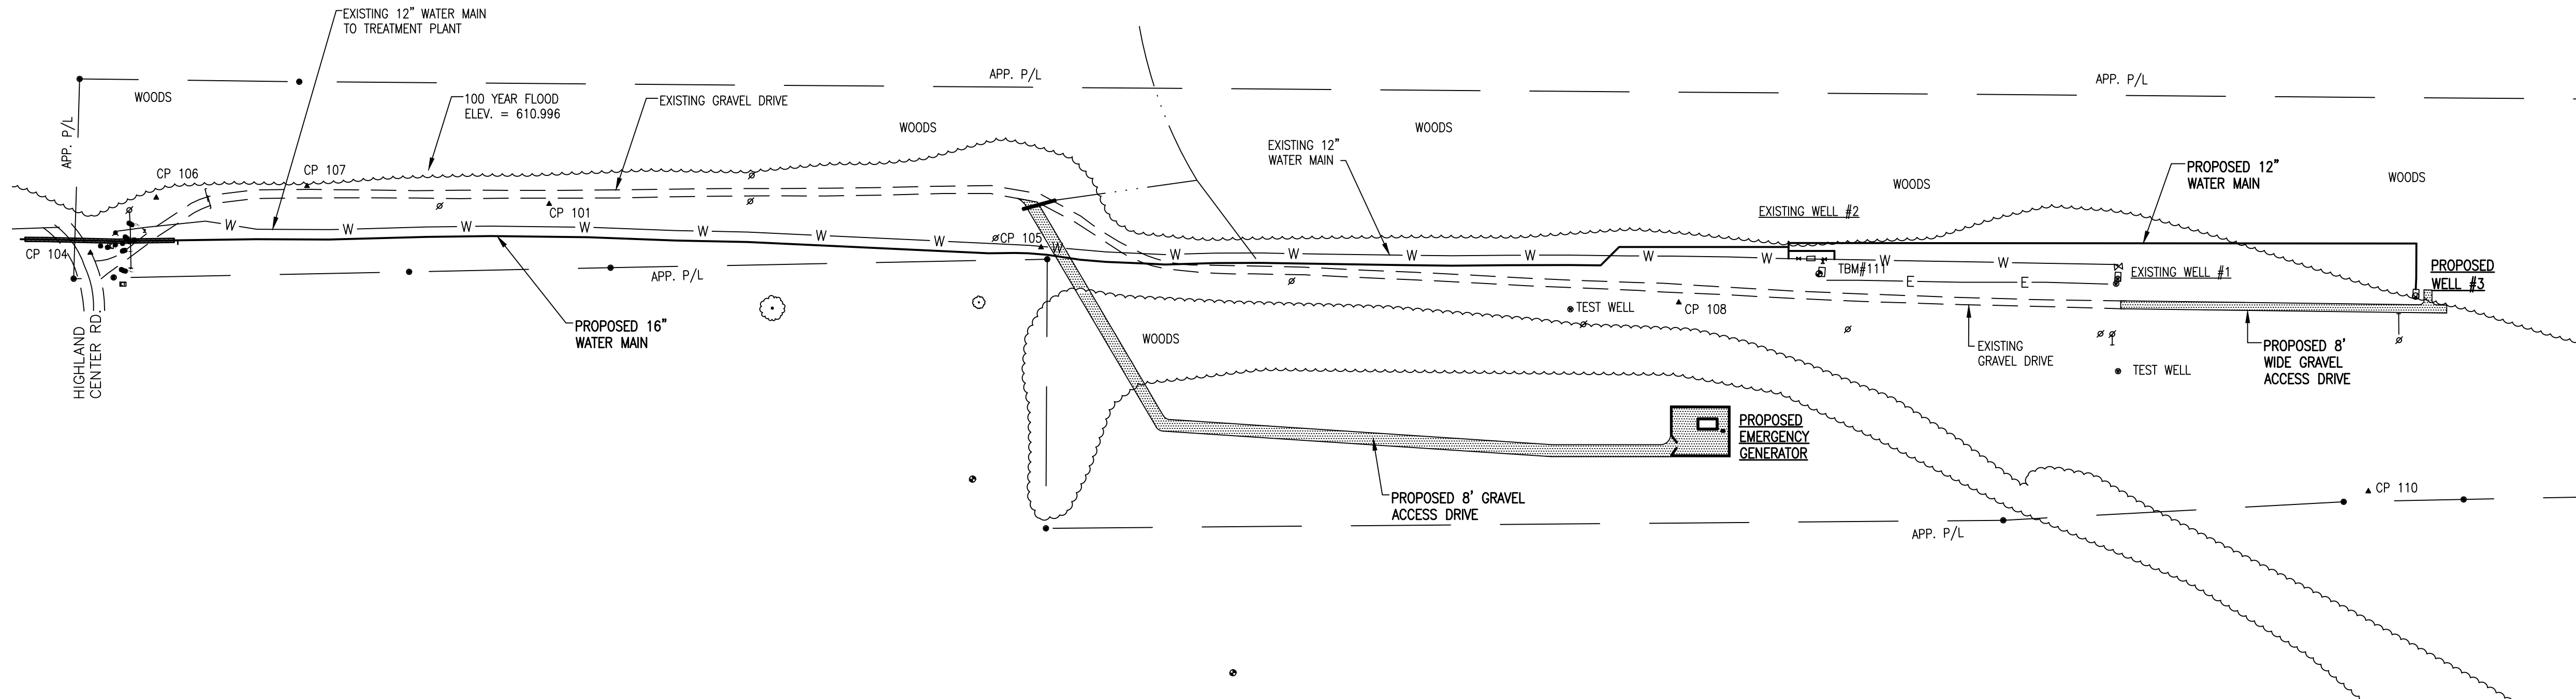 EXISTING 12" WATER MAIN
TO TREATMENT PLANT
APP. P/L
APP. P/L
WOODS
100 YEAR FLOOD
ELEV. = 610.996
EXISTING GRAVEL DRIVE
WOODS
WOODS
APP. P/L
EXISTING 12"
WATER MAIN
PROPOSED 12"
WATER MAIN
WOODS
WOODS
CP 106
CP 107
CP 101
EXISTING WELL #2
W
W
W
W
W
W
W
CP 105
W
W
W
W
W
W
W
W
W
CP 104
TBM#111
EXISTING WELL #1
PROPOSED
WELL #3
APP. P/L
E
E
TEST WELL
CP 108
HIGHLAND
CENTER RD.
PROPOSED 16"
WATER MAIN
WOODS
EXISTING
GRAVEL DRIVE
PROPOSED 8'
WIDE GRAVEL
ACCESS DRIVE
TEST WELL
PROPOSED
EMERGENCY
GENERATOR
PROPOSED 8' GRAVEL
ACCESS DRIVE
CP 110
APP. P/L